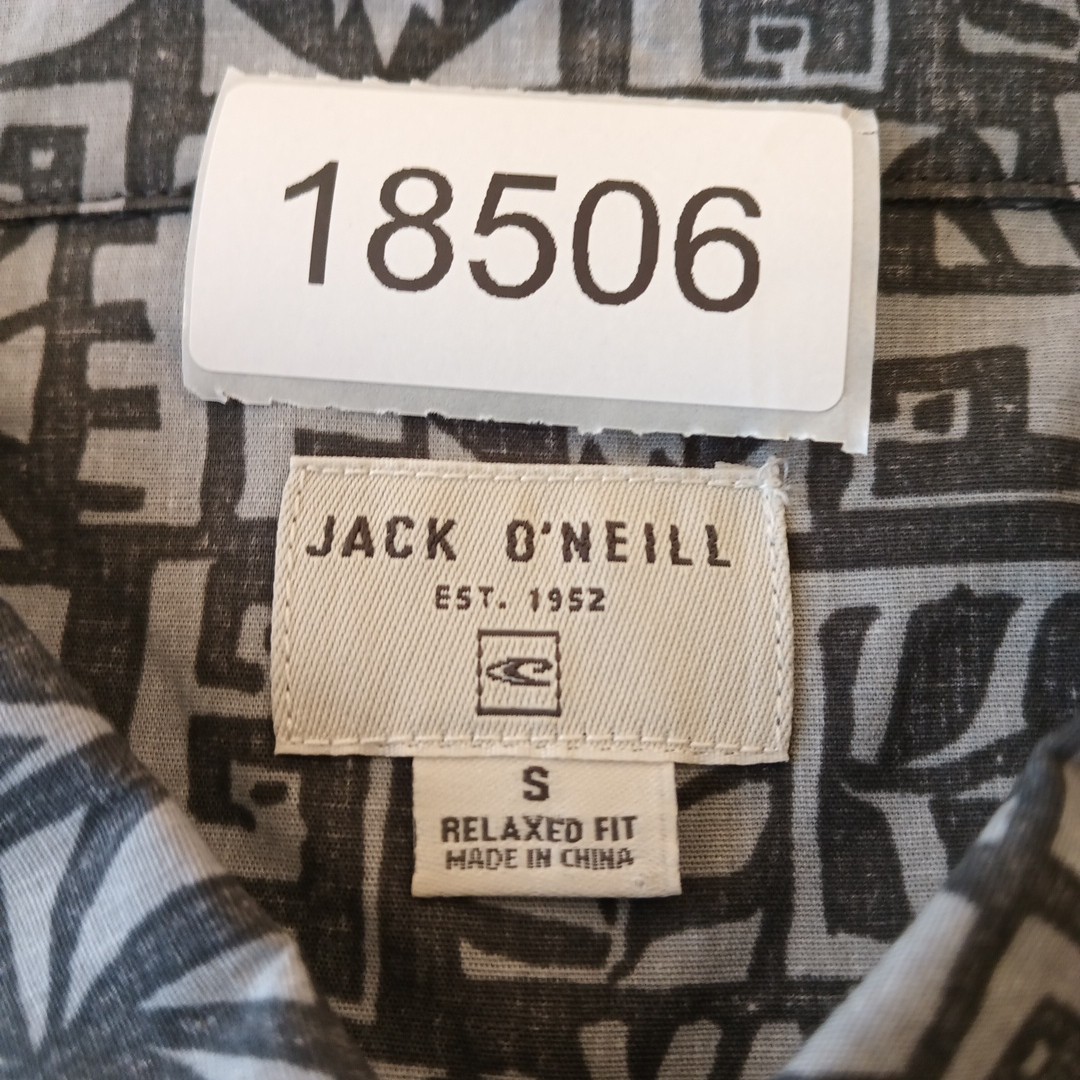 18506
JACK O'NEILL
EST. 1952
S
RELAXED FIT
MADE IN CHINA